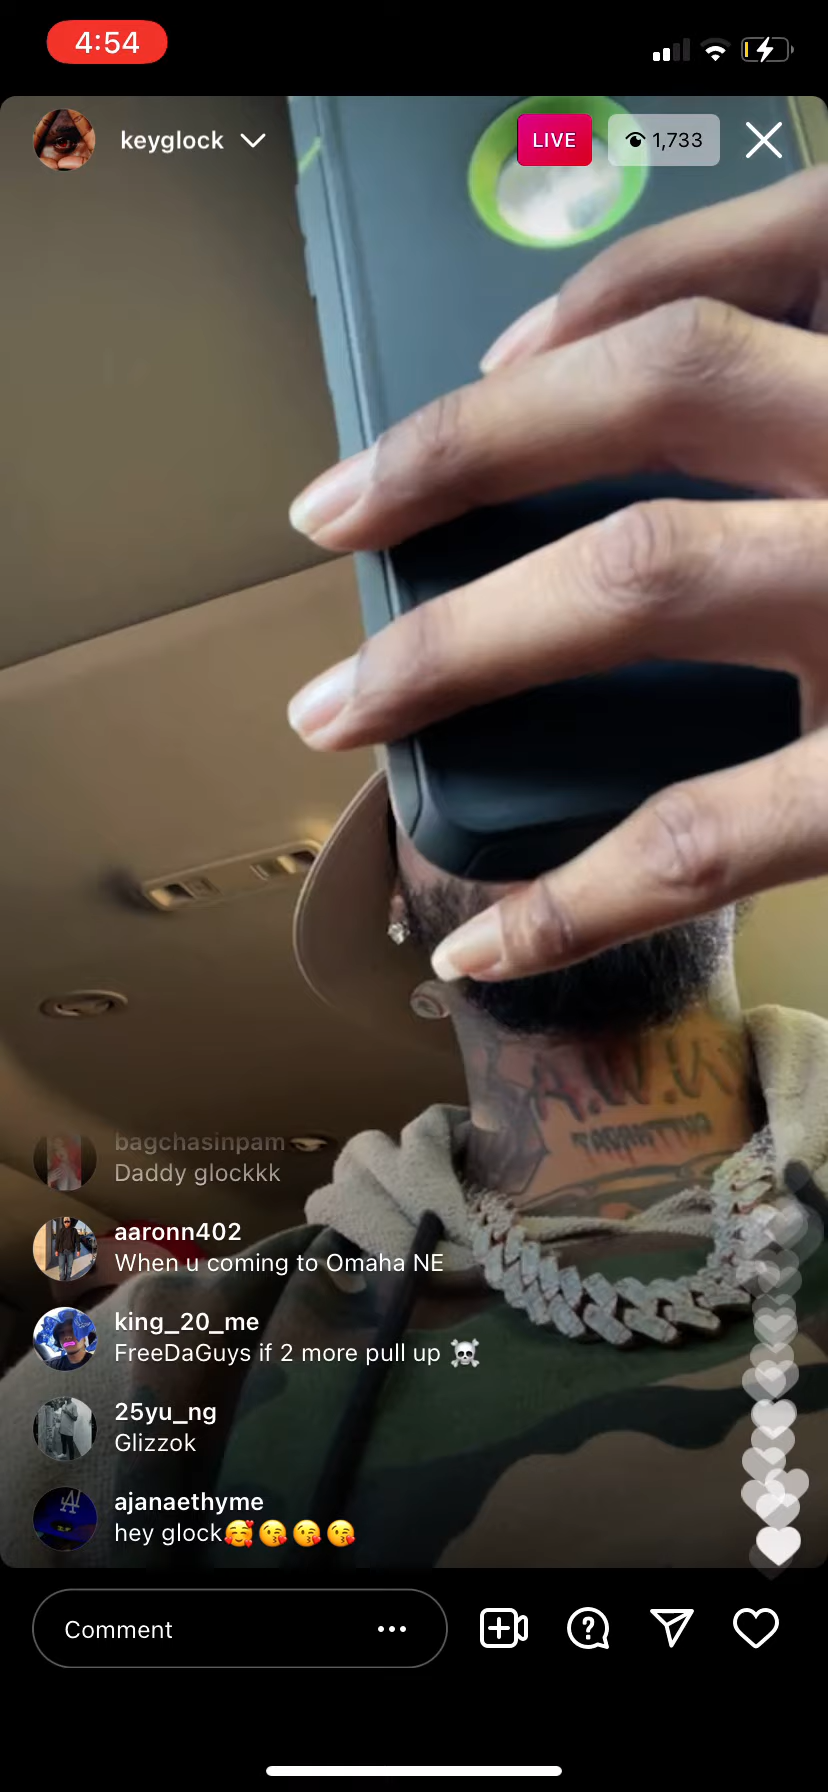 4:54
keyglock
LIVE
1,733
A.W.
bagchasinpam
Daddy glockkk
aaronn402
When u coming to Omaha NE
king_20_me
FreeDaGuys if 2 more pull up ☠️
25yu_ng
Glizzok
ajanaethyme
hey glock🥰😘😘😘
Comment